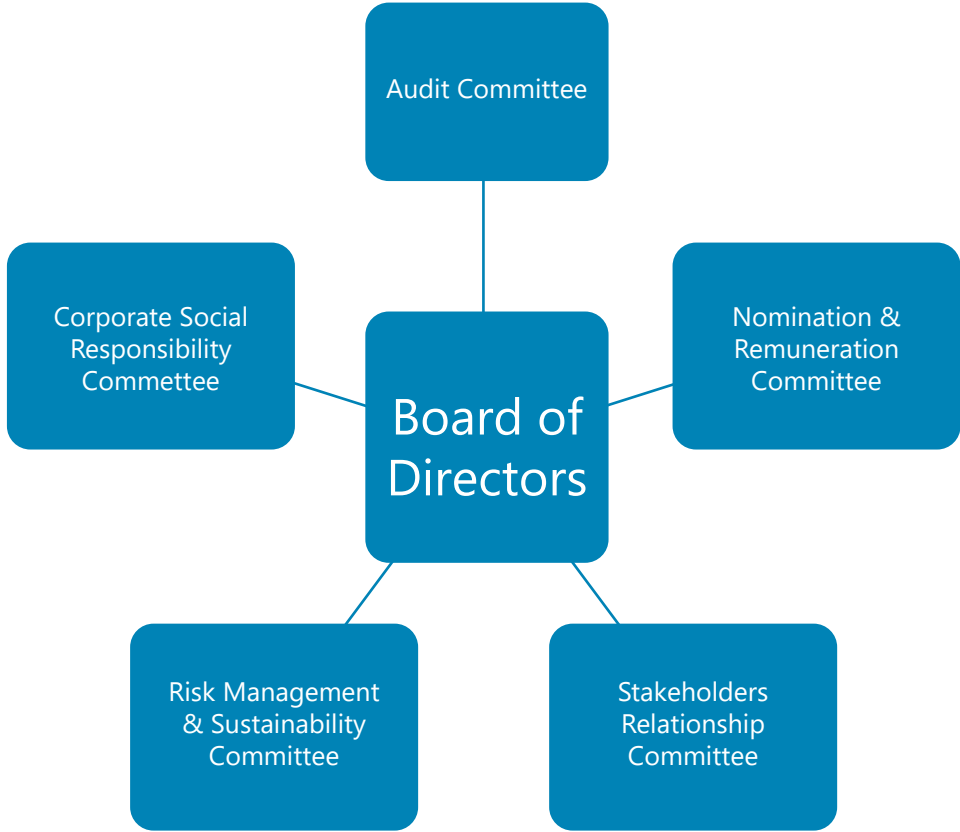 Audit Committee
Corporate Social
Responsibility
Commettee
Nomination &
Remuneration
Committee
Board of
Directors
Risk Management
& Sustainability
Committee
Stakeholders
Relationship
Committee